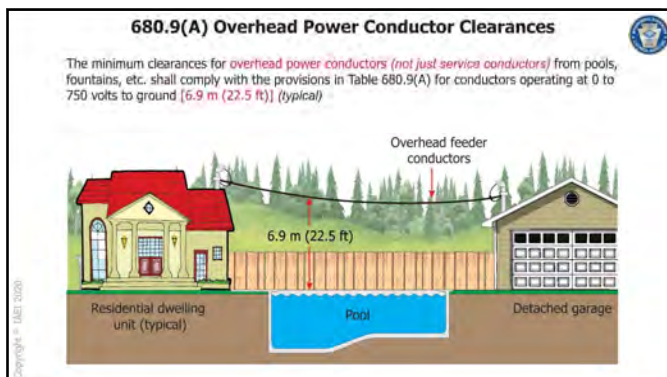 680.9(A) Overhead Power Conductor Clearances
The minimum clearances for overhead power conductors (not just service conductors) from pools,
fountains, etc. shall comply with the provisions in Table 680.9(A) for conductors operating at 0 to
750 volts to ground [6.9 m (22.5 ft)] (typical)
Overhead feeder
conductors
6.9 m (22.5 ft)
Residential dwelling
unit (typical)
Pool
Detached garage
Copyright © IAEI 2020